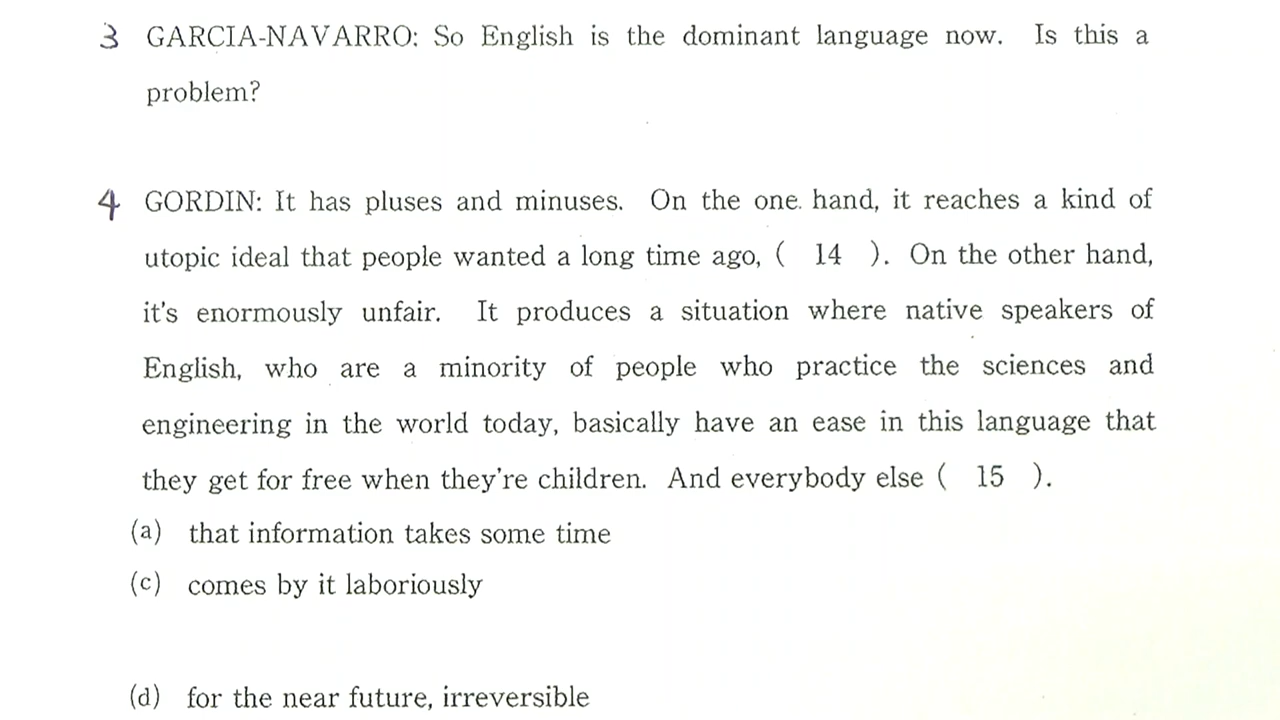 3 GARCIA-NAVARRO: So English is the dominant language now. Is this a
problem?
4 GORDIN: It has pluses and minuses. On the one hand, it reaches a kind of
utopic ideal that people wanted a long time ago, ( 14 ). On the other hand,
it's enormously unfair. It produces a situation where native speakers of
English, who are a minority of people who practice the sciences and
engineering in the world today, basically have an ease in this language that
they get for free when they're children. And everybody else ( 15 ).
(a) that information takes some time
(c) comes by it laboriously
(d) for the near future, irreversible